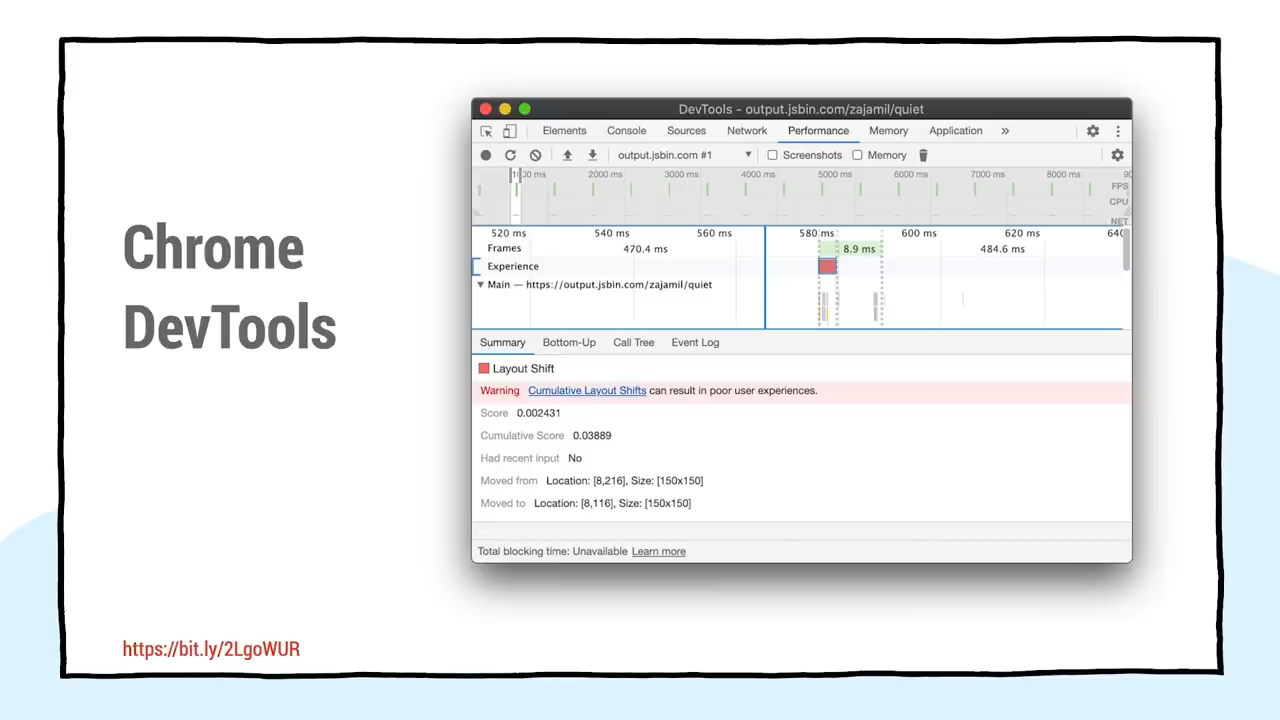 Chrome
DevTools
https://bit.ly/2LgoWUR
DevTools - output.jsbin.com/zajamil/quiet
Elements Console Sources Network Performance Memory Application »
output.jsbin.com #1 Screenshots Memory
2000 ms 3000 ms 4000 ms 5000 ms 6000 ms 7000 ms 8000 ms
FPS
CPU
NET
520 ms 540 ms 560 ms 580 ms 600 ms 620 ms
Frames 470.4 ms 8.9 ms 484.6 ms
Experience
Main — https://output.jsbin.com/zajamil/quiet
Summary Bottom-Up Call Tree Event Log
Layout Shift
Warning Cumulative Layout Shifts can result in poor user experiences.
Score 0.002431
Cumulative Score 0.03889
Had recent input No
Moved from Location: [8,216], Size: [150x150]
Moved to Location: [8,116], Size: [150x150]
Total blocking time: Unavailable Learn more